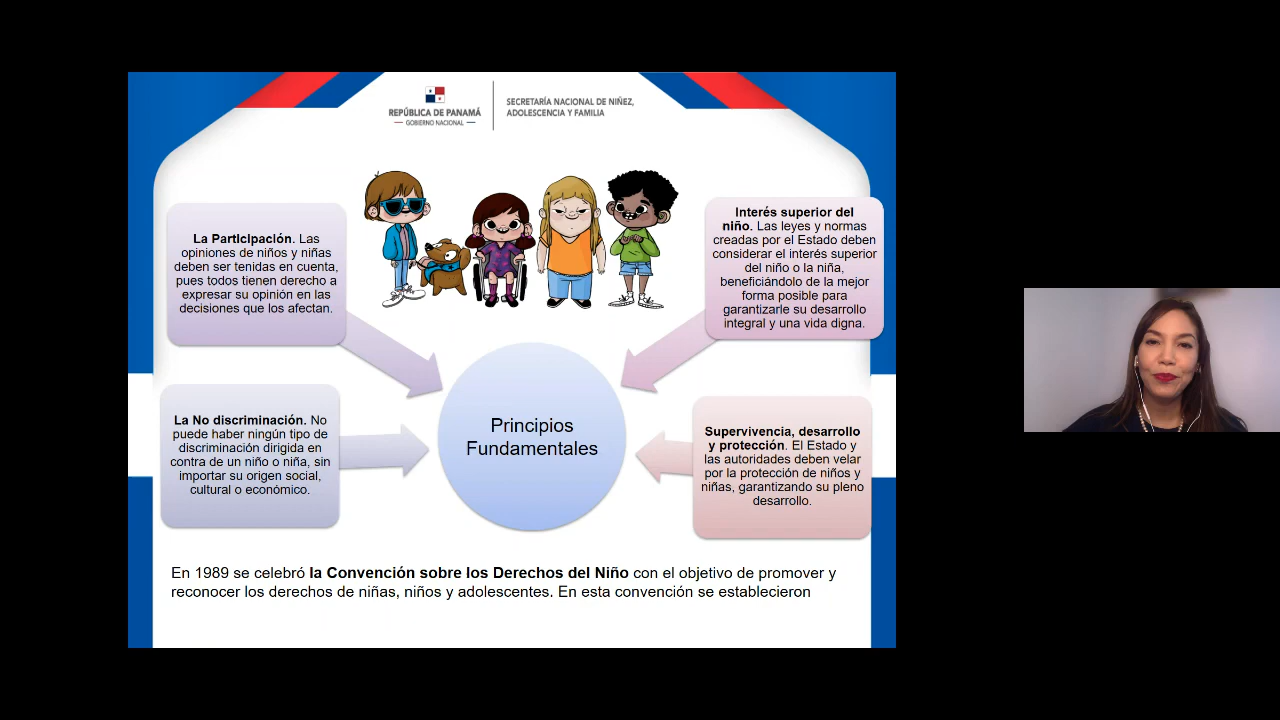 REPÚBLICA DE PANAMÁ
— GOBIERNO NACIONAL —
SECRETARÍA NACIONAL DE NIÑEZ,
ADOLESCENCIA Y FAMILIA
La Participación. Las
opiniones de niños y niñas
deben ser tenidas en cuenta,
pues todos tienen derecho a
expresar su opinión en las
decisiones que los afectan.
Interés superior del
niño. Las leyes y normas
creadas por el Estado deben
considerar el interés superior
del niño o la niña,
beneficiándolo de la mejor
forma posible para
garantizarle su desarrollo
integral y una vida digna.
La No discriminación. No
puede haber ningún tipo de
discriminación dirigida en
contra de un niño o niña, sin
importar su origen social,
cultural o económico.
Principios
Fundamentales
Supervivencia, desarrollo
y protección. El Estado y
las autoridades deben velar
por la protección de niños y
niñas, garantizando su pleno
desarrollo.
En 1989 se celebró la Convención sobre los Derechos del Niño con el objetivo de promover y
reconocer los derechos de niñas, niños y adolescentes. En esta convención se establecieron